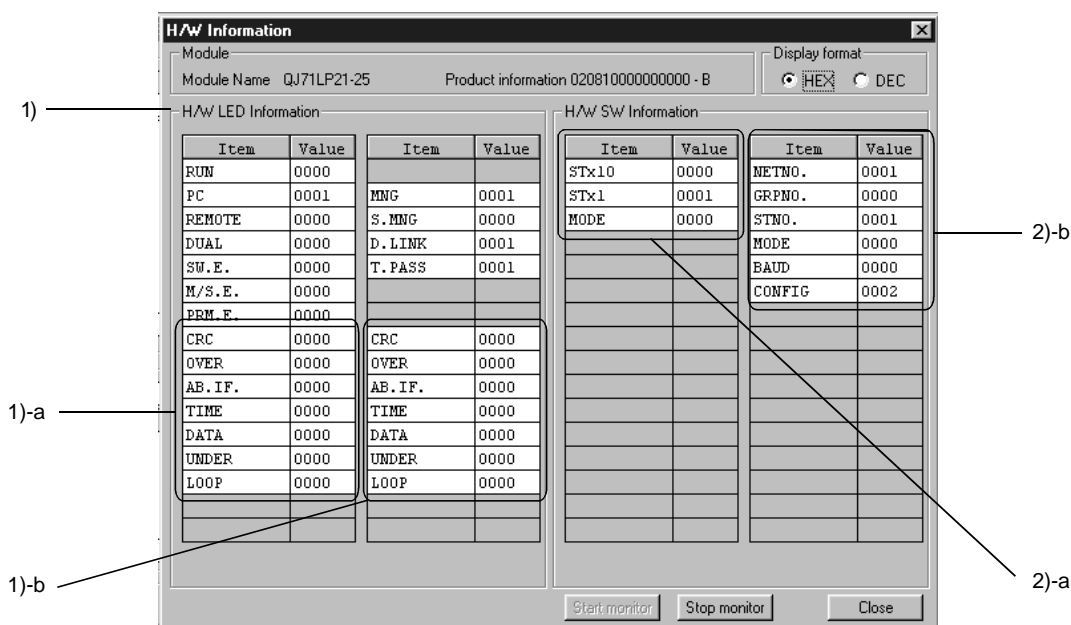 H/W Information
Module
Module Name QJ71LP21-25 Product information 020810000000000 - B
Display format
HEX DEC
1)
H/W LED Information
Item Value Item Value
RUN 0000
PC 0001 MNG 0001
REMOTE 0000 S.MNG 0000
DUAL 0000 D.LINK 0001
SW.E. 0000 T.PASS 0001
M/S.E. 0000
PRM.E. 0000
CRC 0000 CRC 0000
OVER 0000 OVER 0000
AB.IF. 0000 AB.IF. 0000
TIME 0000 TIME 0000
DATA 0000 DATA 0000
UNDER 0000 UNDER 0000
LOOP 0000 LOOP 0000
1)-a
1)-b
H/W SW Information
Item Value Item Value
STx10 0000 NETNO. 0001
STx1 0001 GRPNO. 0000
MODE 0000 STNO. 0001
MODE 0000
BAUD 0000
CONFIG 0002
2)-b
2)-a
Start monitor Stop monitor Close